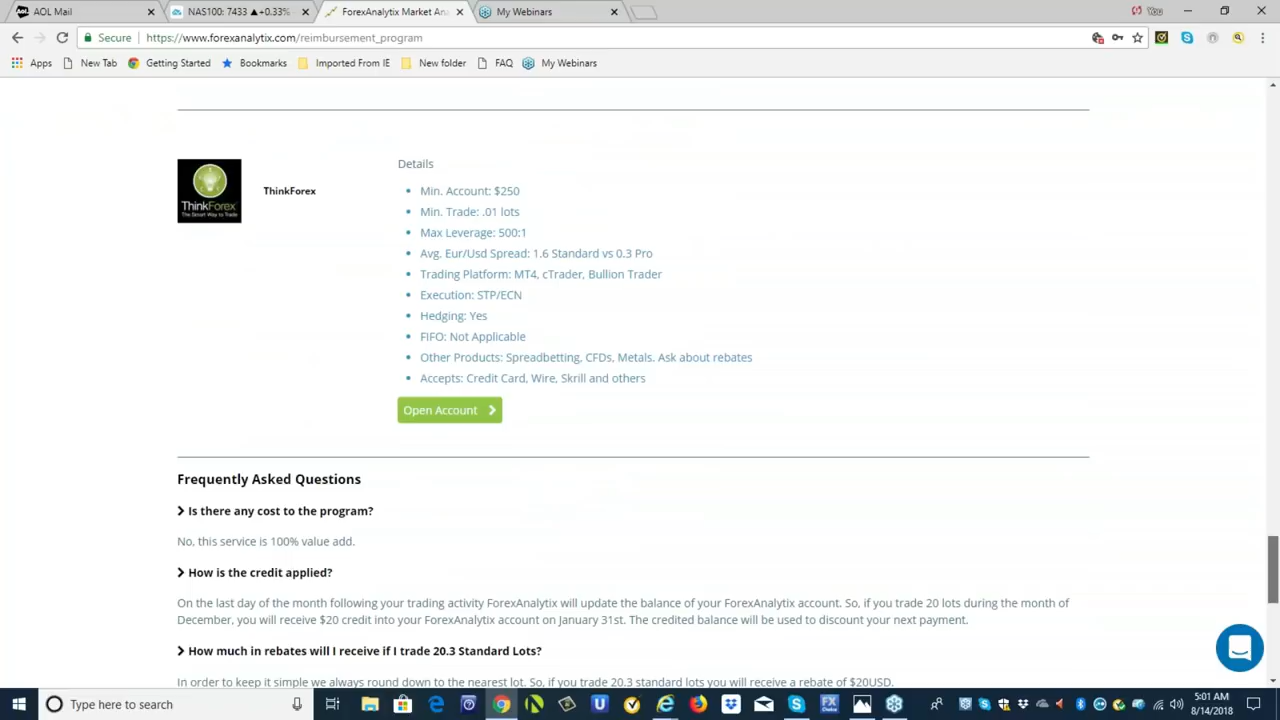 AOL Mail
NAS100: 7433 ▲+0.33%
ForexAnalytix Market Ana
My Webinars
You
Secure
https://www.forexanalytix.com/reimbursement_program
Apps
New Tab
Getting Started
Bookmarks
Imported From IE
New folder
FAQ
My Webinars
ThinkForex
The Smart Way to Trade
ThinkForex
Details
Min. Account: $250
Min. Trade: .01 lots
Max Leverage: 500:1
Avg. Eur/Usd Spread: 1.6 Standard vs 0.3 Pro
Trading Platform: MT4, cTrader, Bullion Trader
Execution: STP/ECN
Hedging: Yes
FIFO: Not Applicable
Other Products: Spreadbetting, CFDs, Metals. Ask about rebates
Accepts: Credit Card, Wire, Skrill and others
Open Account
Frequently Asked Questions
Is there any cost to the program?
No, this service is 100% value add.
How is the credit applied?
On the last day of the month following your trading activity ForexAnalytix will update the balance of your ForexAnalytix account. So, if you trade 20 lots during the month of
December, you will receive $20 credit into your ForexAnalytix account on January 31st. The credited balance will be used to discount your next payment.
How much in rebates will I receive if I trade 20.3 Standard Lots?
In order to keep it simple we always round down to the nearest lot. So, if you trade 20.3 standard lots you will receive a rebate of $20USD.
Type here to search
5:01 AM
8/14/2018